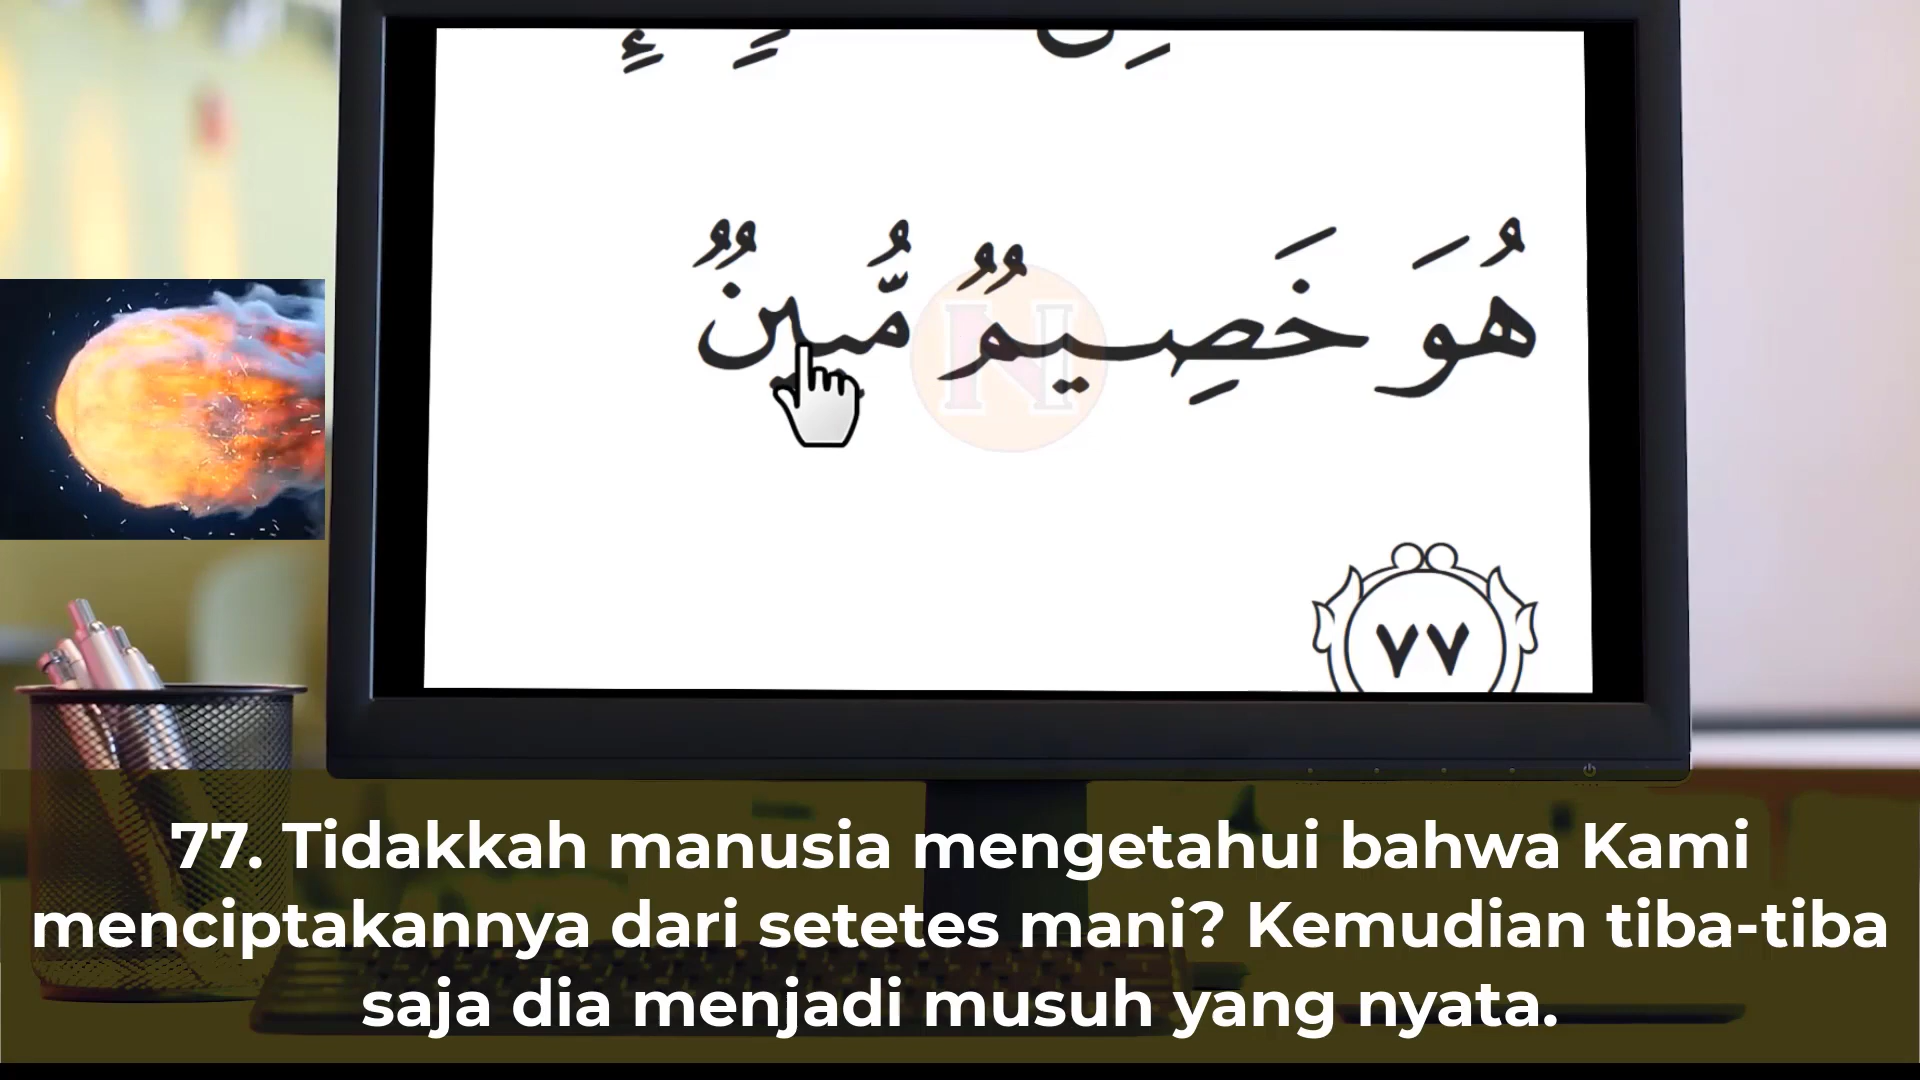 هُوَ خَصِيمٌ مُّبِينٌ
N
٧٧
77. Tidakkah manusia mengetahui bahwa Kami
menciptakannya dari setetes mani? Kemudian tiba-tiba
saja dia menjadi musuh yang nyata.